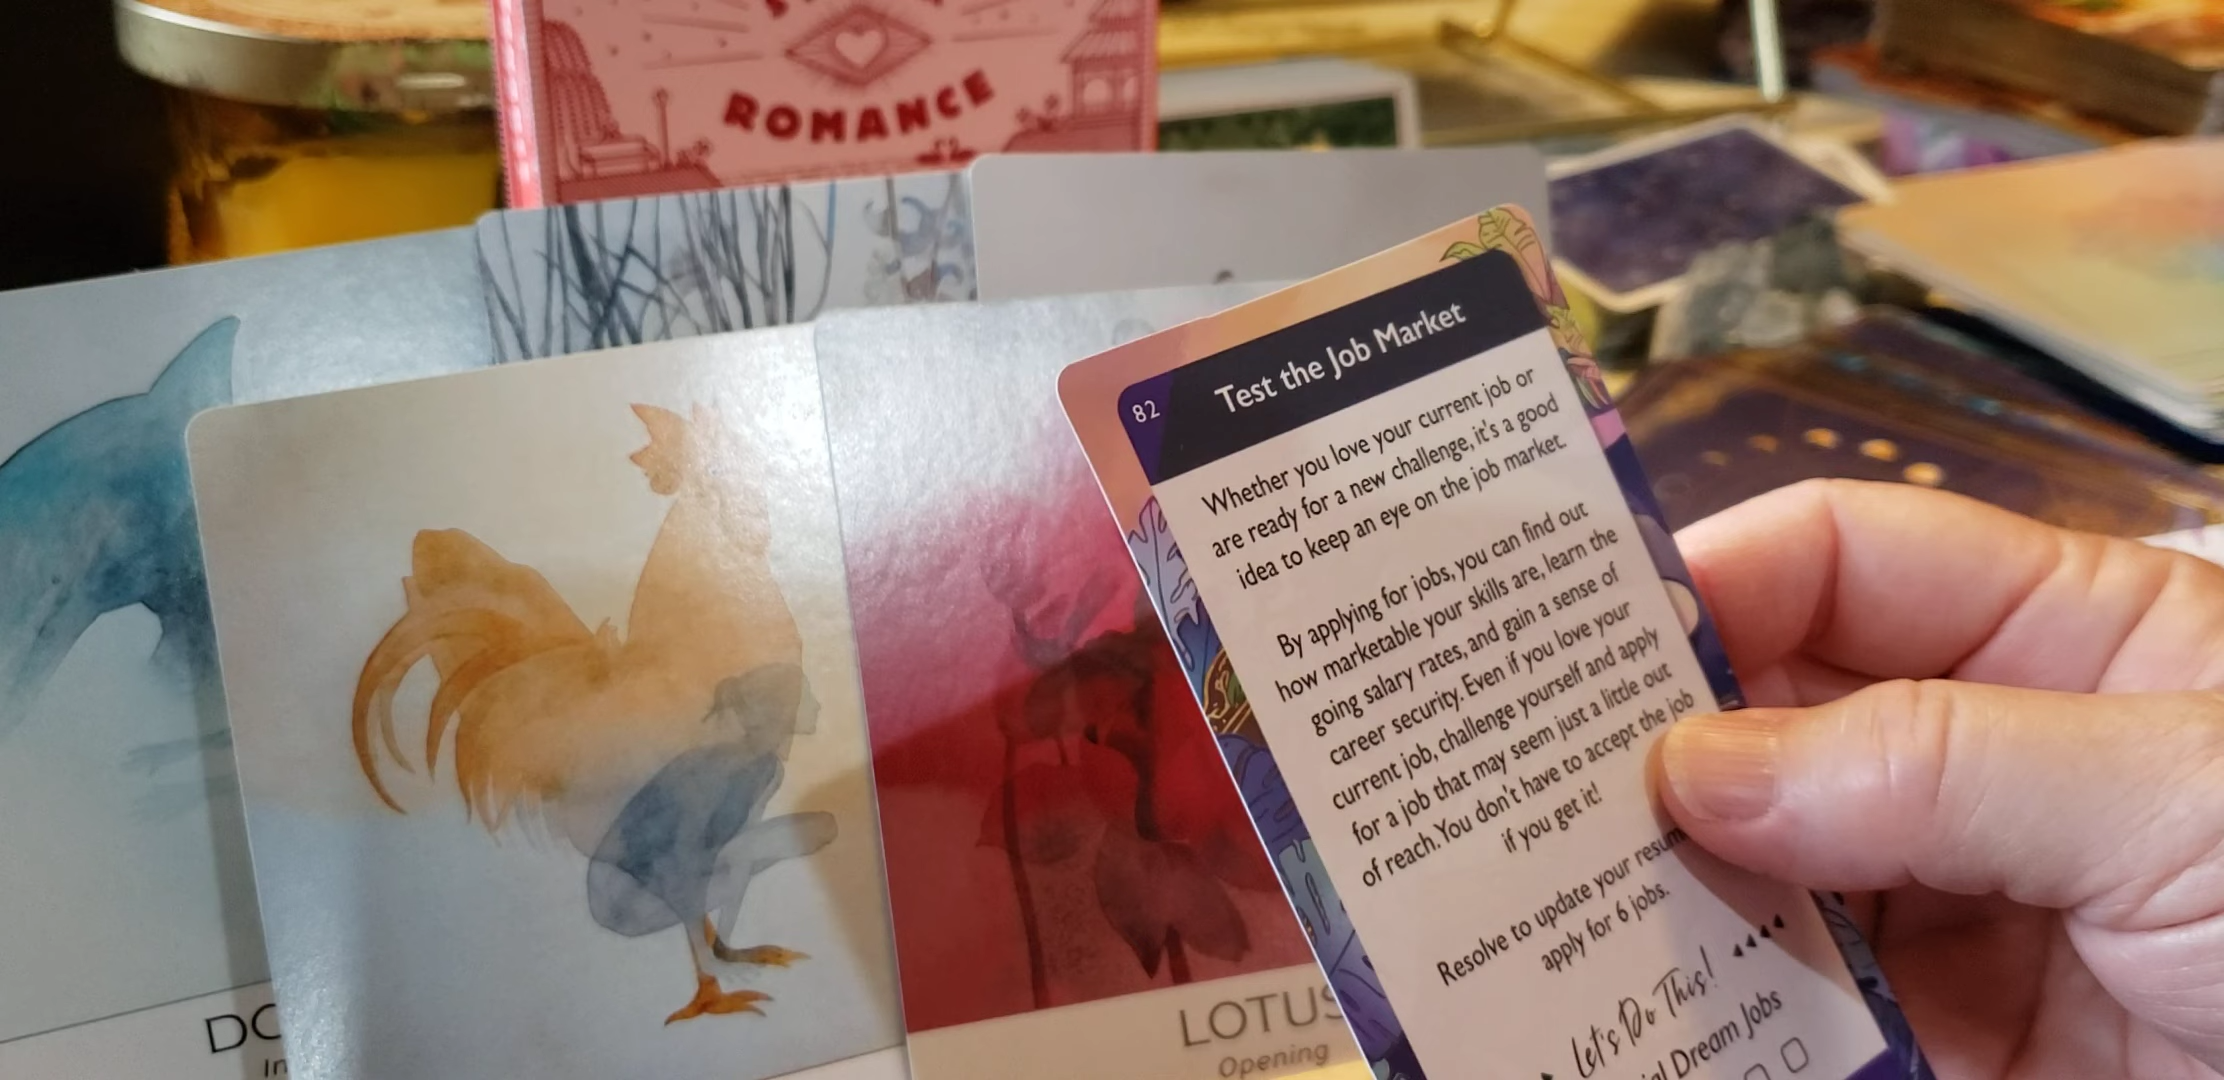 ROMANCE
82
Test the Job Market
Whether you love your current job or
are ready for a new challenge, it's a good
idea to keep an eye on the job market.
By applying for jobs, you can find out
how marketable your skills are, learn the
going salary rates, and gain a sense of
career security. Even if you love your
current job, challenge yourself and apply
for a job that may seem just a little out
of reach. You don't have to accept the job
if you get it!
Resolve to update your
apply for 6 jobs.
Let's Do This!
Dream Jobs
LOTUS
Opening